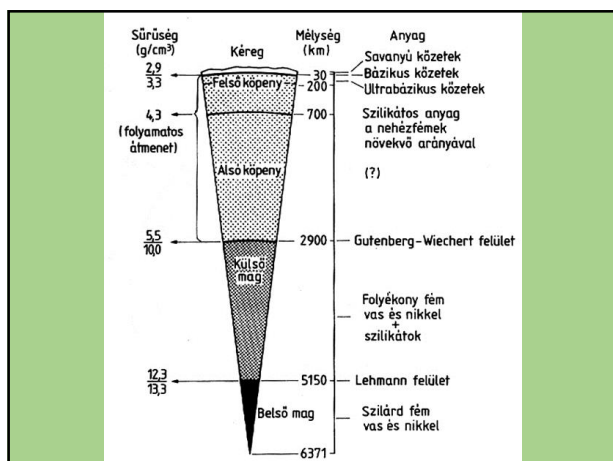 Sűrűség
(g/cm³)
Kéreg
Mélység
(km)
Anyag
2,9
3,3
Felső köpeny
30
200
Savanyú kőzetek
Bázikus kőzetek
Ultrabázikus kőzetek
4,3
(folyamatos
átmenet)
700
Szilikátos anyag
a nehézfémek
növekvő arányával
(?)
Alsó köpeny
5,5
10,0
2900
Gutenberg-Wiechert felület
Külső
mag
Folyékony fém
vas és nikkel
+
szilikátok
12,3
13,3
5150
Lehmann felület
Belső mag
Szilárd fém
vas és nikkel
6371